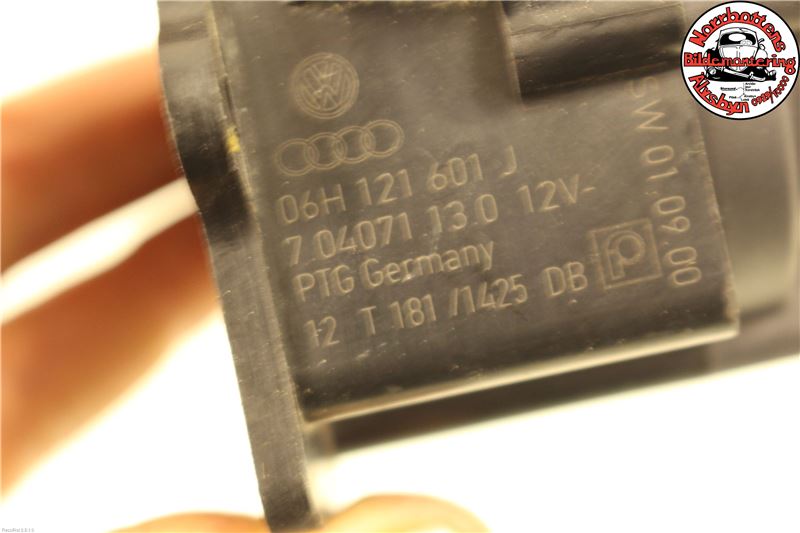 06H 121 601 J
7.04071.13.0 12V-
PTG Germany
12 T 181 /1425 DB
SW 01.09.00
Norrbottens
Bildemontering
Älvsbyn